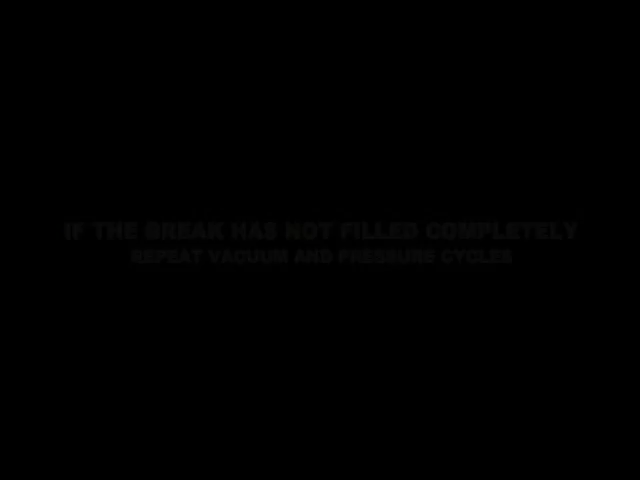 IF THE BREAK HAS NOT FILLED COMPLETELY
REPEAT VACUUM AND PRESSURE CYCLES